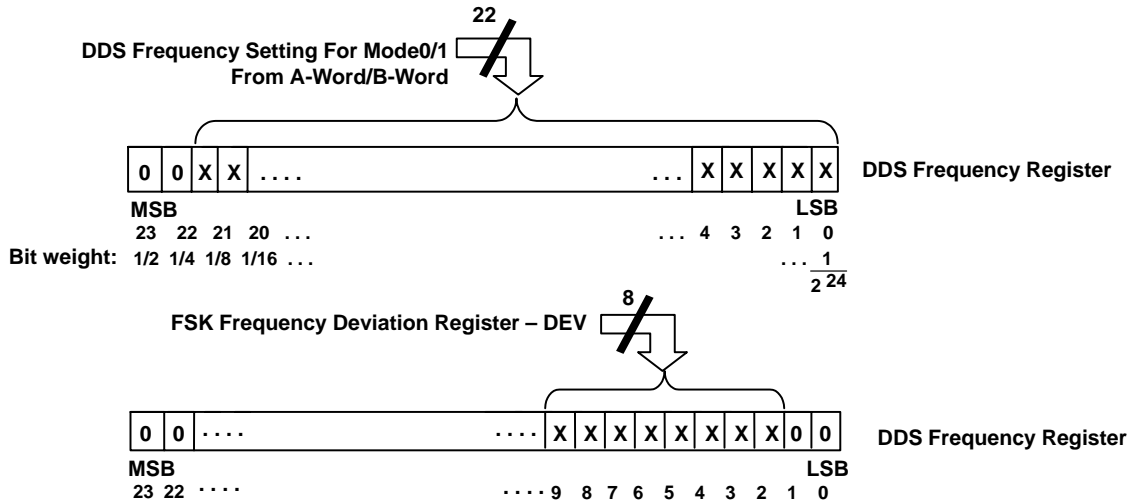 22
DDS Frequency Setting For Mode0/1
From A-Word/B-Word
0 0 X X .... ... X X X X X DDS Frequency Register
MSB LSB
23 22 21 20 ... ... 4 3 2 1 0
Bit weight: 1/2 1/4 1/8 1/16 ... ... 1
2 24
8
FSK Frequency Deviation Register – DEV
0 0 .... .... X X X X X X X X 0 0 DDS Frequency Register
MSB LSB
23 22 .... .... 9 8 7 6 5 4 3 2 1 0